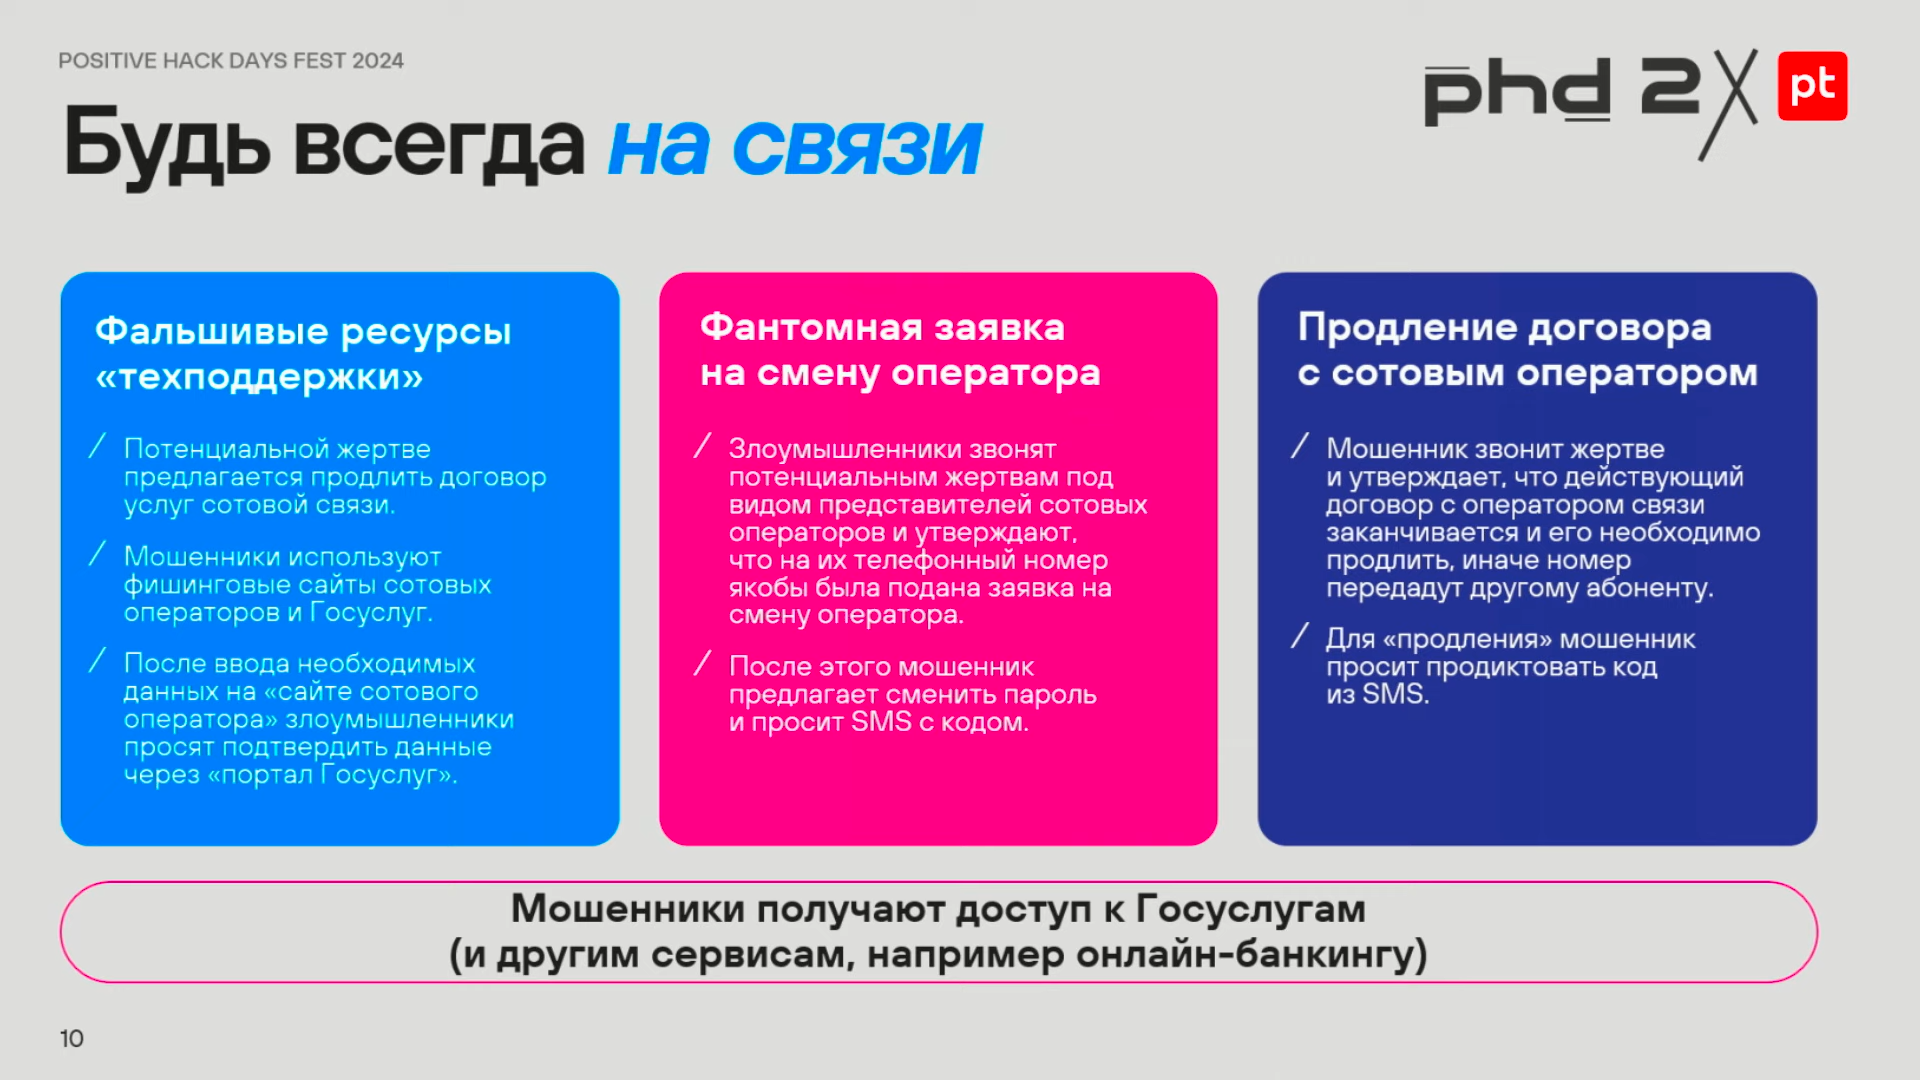 POSITIVE HACK DAYS FEST 2024
phd 2
pt
Будь всегда на связи
Фальшивые ресурсы
«техподдержки»
/ Потенциальной жертве
предлагается продлить договор
услуг сотовой связи.
/ Мошенники используют
фишинговые сайты сотовых
операторов и Госуслуг.
/ После ввода необходимых
данных на «сайте сотового
оператора» злоумышленники
просят подтвердить данные
через «портал Госуслуг».
Фантомная заявка
на смену оператора
/ Злоумышленники звонят
потенциальным жертвам под
видом представителей сотовых
операторов и утверждают,
что на их телефонный номер
якобы была подана заявка на
смену оператора.
/ После этого мошенник
предлагает сменить пароль
и просит SMS с кодом.
Продление договора
с сотовым оператором
/ Мошенник звонит жертве
и утверждает, что действующий
договор с оператором связи
заканчивается и его необходимо
продлить, иначе номер
передадут другому абоненту.
/ Для «продления» мошенник
просит продиктовать код
из SMS.
Мошенники получают доступ к Госуслугам
(и другим сервисам, например онлайн-банкингу)
10